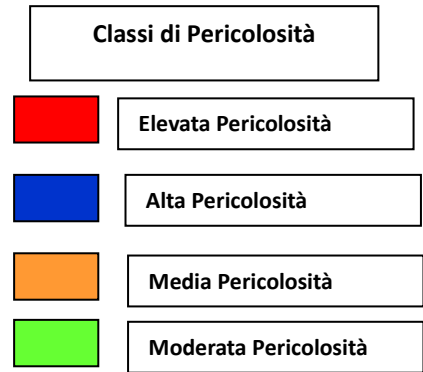 Classi di Pericolosità
Elevata Pericolosità
Alta Pericolosità
Media Pericolosità
Moderata Pericolosità